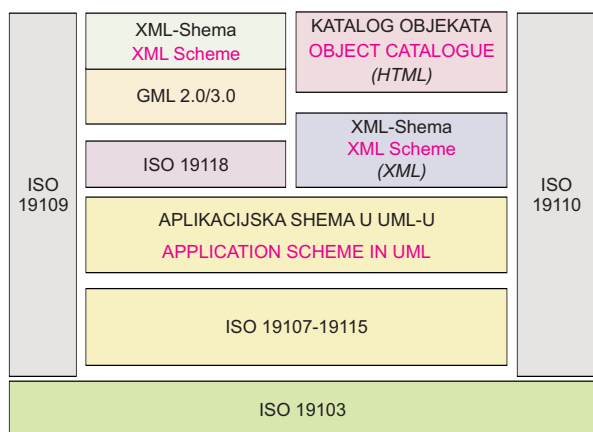 XML-Shema
XML Scheme
GML 2.0/3.0
KATALOG OBJEKATA
OBJECT CATALOGUE
(HTML)
XML-Shema
XML Scheme
(XML)
ISO 19118
ISO
19109
ISO
19110
APLIKACIJSKA SHEMA U UML-U
APPLICATION SCHEME IN UML
ISO 19107-19115
ISO 19103